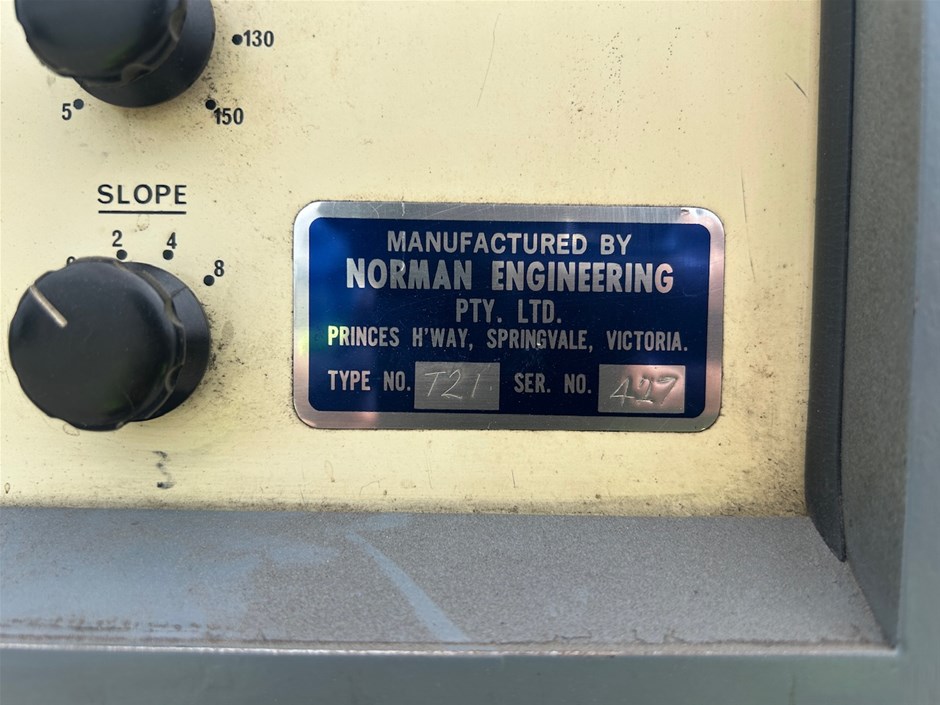 130
5
150
SLOPE
2
4
8
MANUFACTURED BY
NORMAN ENGINEERING
PTY. LTD.
PRINCES H'WAY, SPRINGVALE, VICTORIA.
TYPE NO. T21. SER. NO. 427